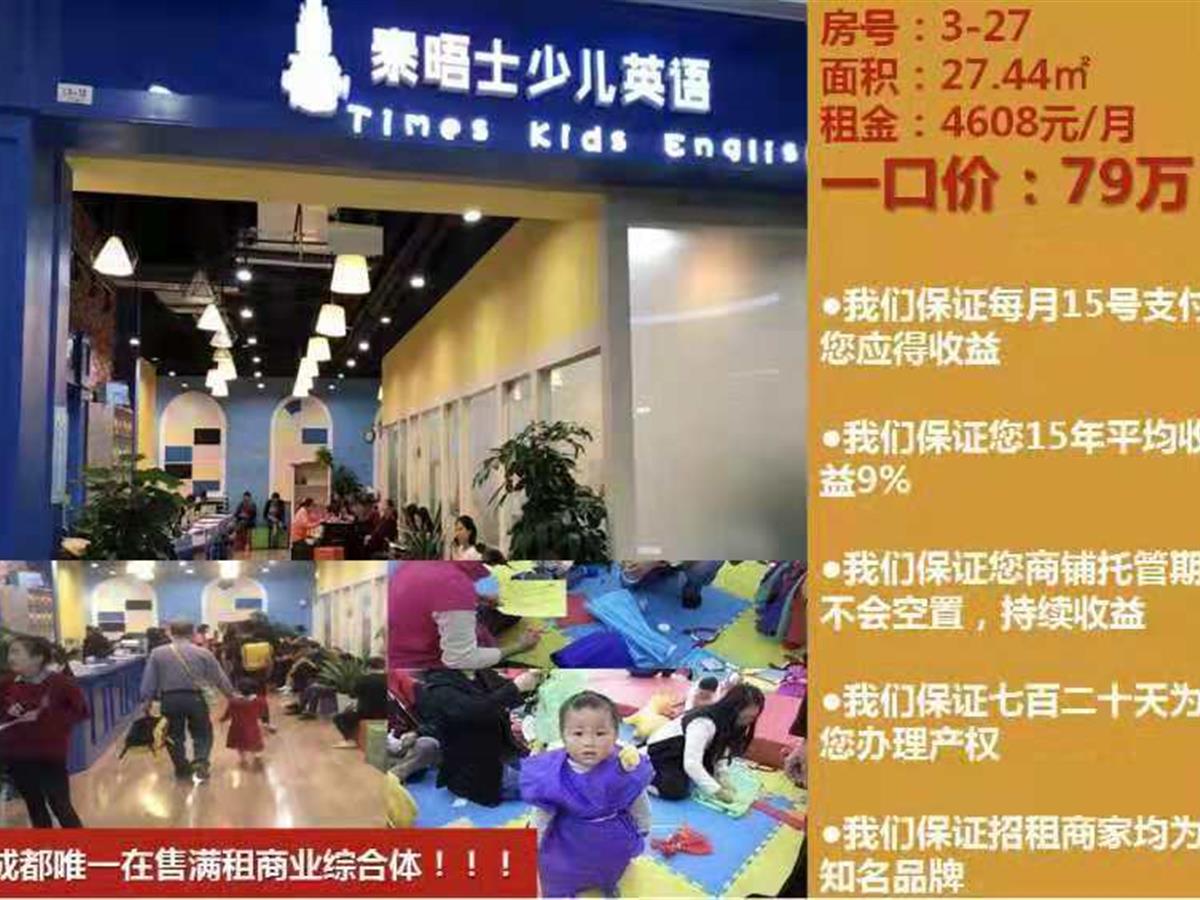 泰晤士少儿英语
Times Kids Englis
房号：3-27
面积：27.44㎡
租金：4608元/月
一口价：79万
●我们保证每月15号支付
您应得收益
●我们保证您15年平均收
益9%
●我们保证您商铺托管期
不会空置，持续收益
●我们保证七百二十天为
您办理产权
●我们保证招租商家均为
知名品牌
成都唯一在售满租商业综合体！！！